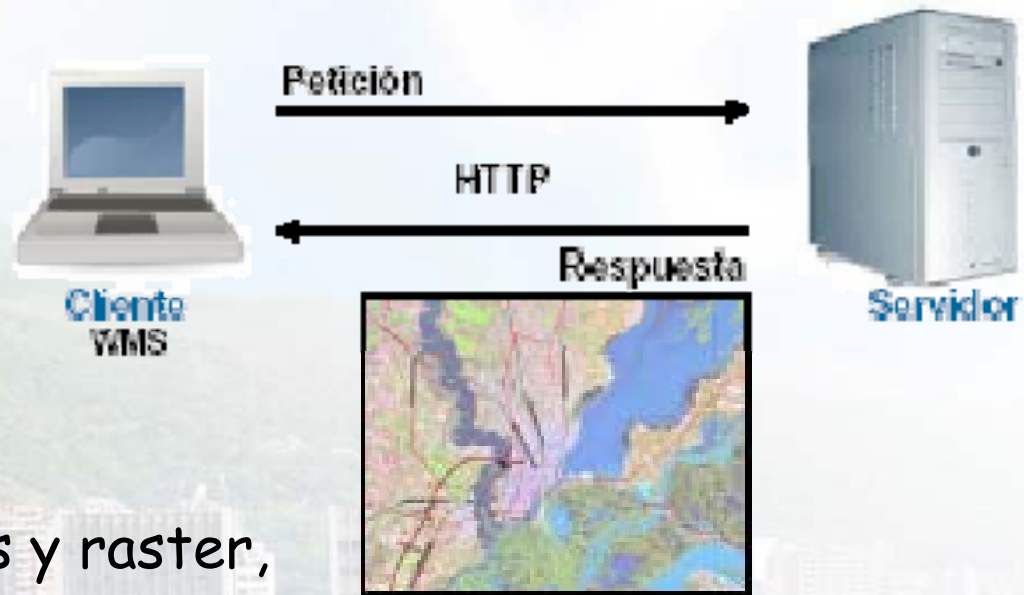 Petición
HTTP
Respuesta
Cliente
WMS
Servidor
s y raster,